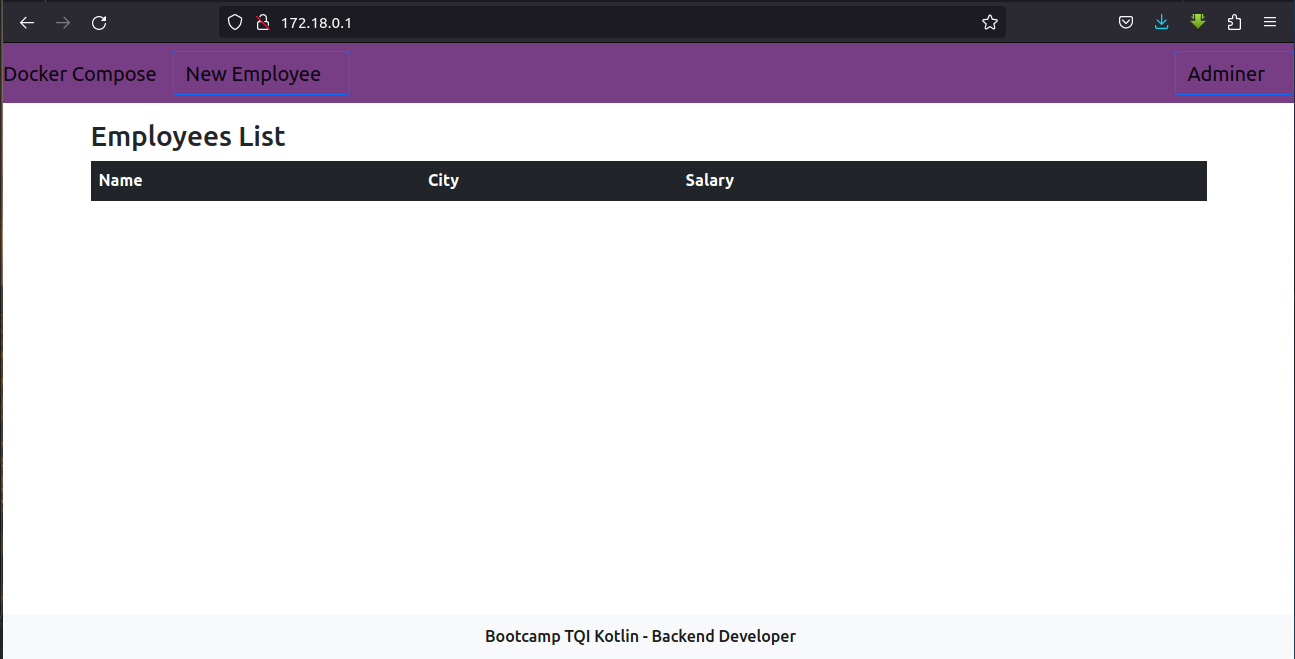 172.18.0.1
Docker Compose New Employee Adminer
Employees List
Name City Salary
Bootcamp TQI Kotlin - Backend Developer